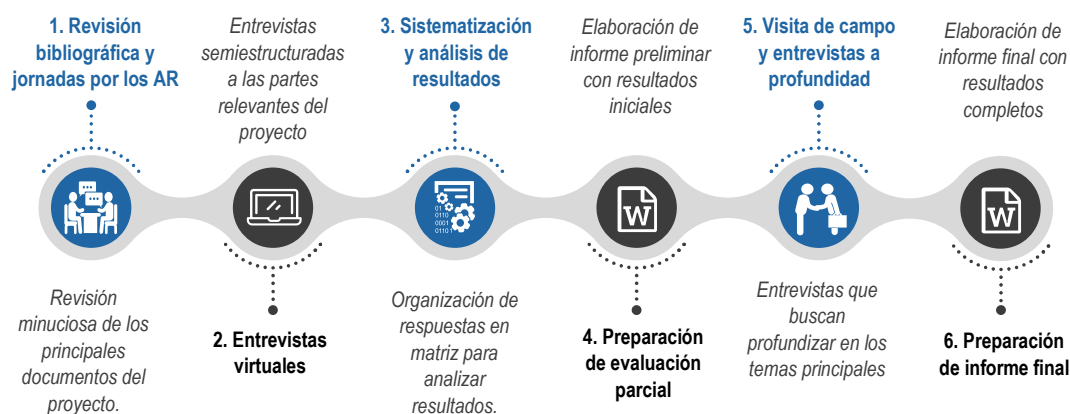 1. Revisión
bibliográfica y
jornadas por los AR
Revisión
minuciosa de los
principales
documentos del
proyecto.
Entrevistas
semiestructuradas
a las partes
relevantes del
proyecto
2. Entrevistas
virtuales
3. Sistematización
y análisis de
resultados
01
0110
0001
01101
Organización de
respuestas en
matriz para
analizar
resultados.
Elaboración de
informe preliminar
con resultados
iniciales
W
4. Preparación
de evaluación
parcial
5. Visita de campo
y entrevistas a
profundidad
Entrevistas que
buscan
profundizar en los
temas principales
Elaboración de
informe final con
resultados
completos
W
6. Preparación
de informe final